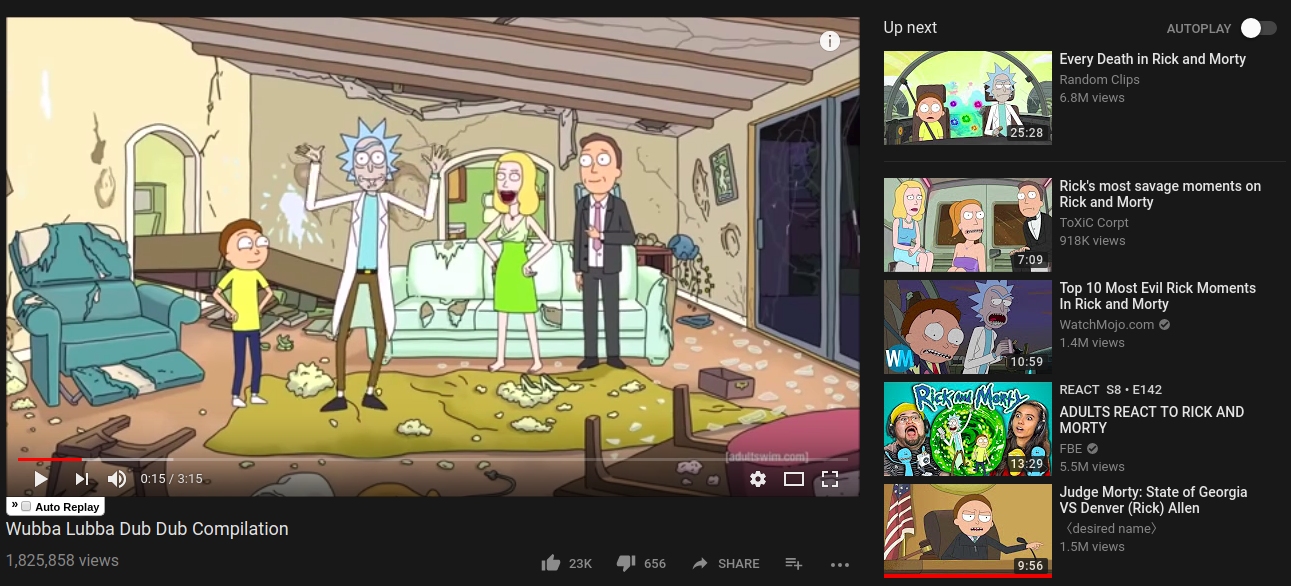 [adultswim.com]
0:15 / 3:15
» Auto Replay
Wubba Lubba Dub Dub Compilation
1,825,858 views
23K 656 SHARE
Up next AUTOPLAY
25:28
Every Death in Rick and Morty
Random Clips
6.8M views
7:09
Rick's most savage moments on
Rick and Morty
ToXiC Corpt
918K views
WM
10:59
Top 10 Most Evil Rick Moments
In Rick and Morty
WatchMojo.com
1.4M views
Rick and Morty
13:29
REACT S8 • E142
ADULTS REACT TO RICK AND
MORTY
FBE
5.5M views
9:56
Judge Morty: State of Georgia
VS Denver (Rick) Allen
〈desired name〉
1.5M views